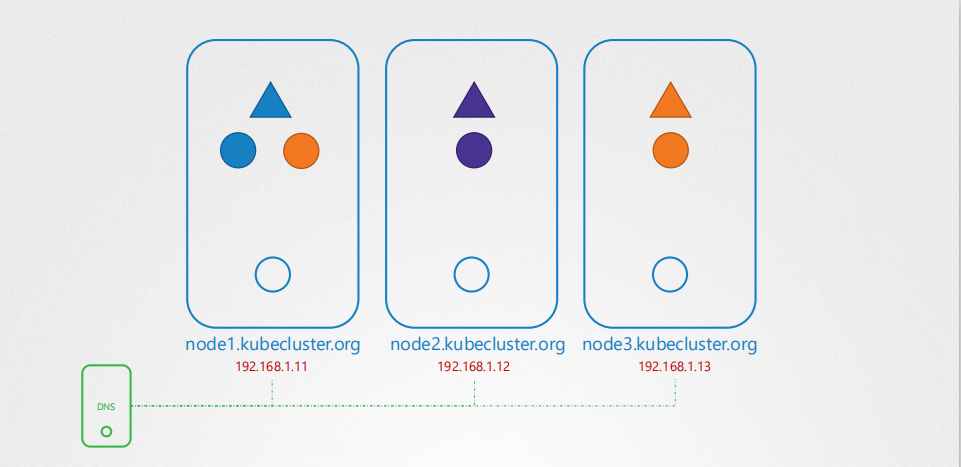 node1.kubecluster.org
node2.kubecluster.org
node3.kubecluster.org
192.168.1.11
192.168.1.12
192.168.1.13
DNS